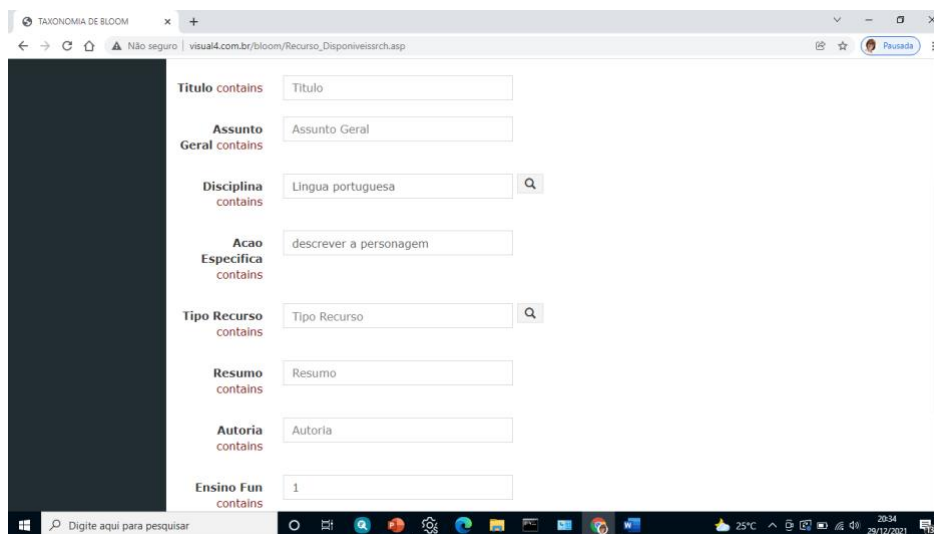 TAXONOMIA DE BLOOM
Não seguro | visual4.com.br/bloom/Recurso_Disponiveissrch.asp
Pausada
Titulo contains
Titulo
Assunto
Geral contains
Assunto Geral
Disciplina
contains
Lingua portuguesa
Acao
Especifica
contains
descrever a personagem
Tipo Recurso
contains
Tipo Recurso
Resumo
contains
Resumo
Autoria
contains
Autoria
Ensino Fun
contains
1
Digite aqui para pesquisar
25°C
20:34
29/12/2021